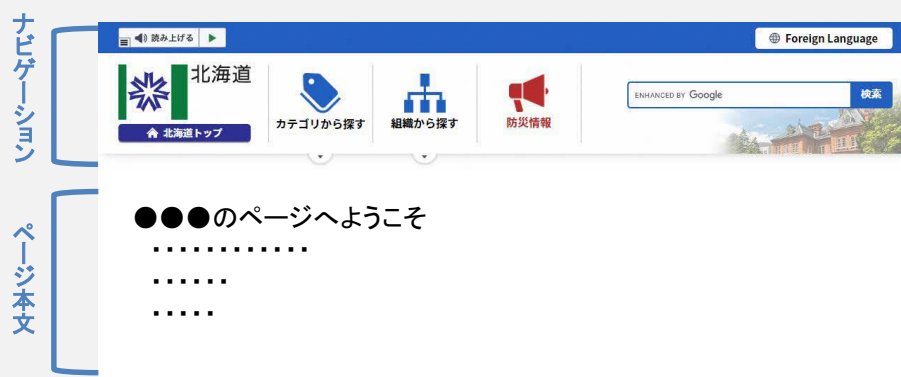 ナビゲーション
読み上げる
Foreign Language
北海道
北海道トップ
カテゴリから探す
組織から探す
防災情報
ENHANCED BY Google
検索
ページ本文
●●●のページへようこそ
・・・・・・・・・・・・
・・・・・・
・・・・・